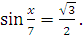 sin x/7 = √3/2.